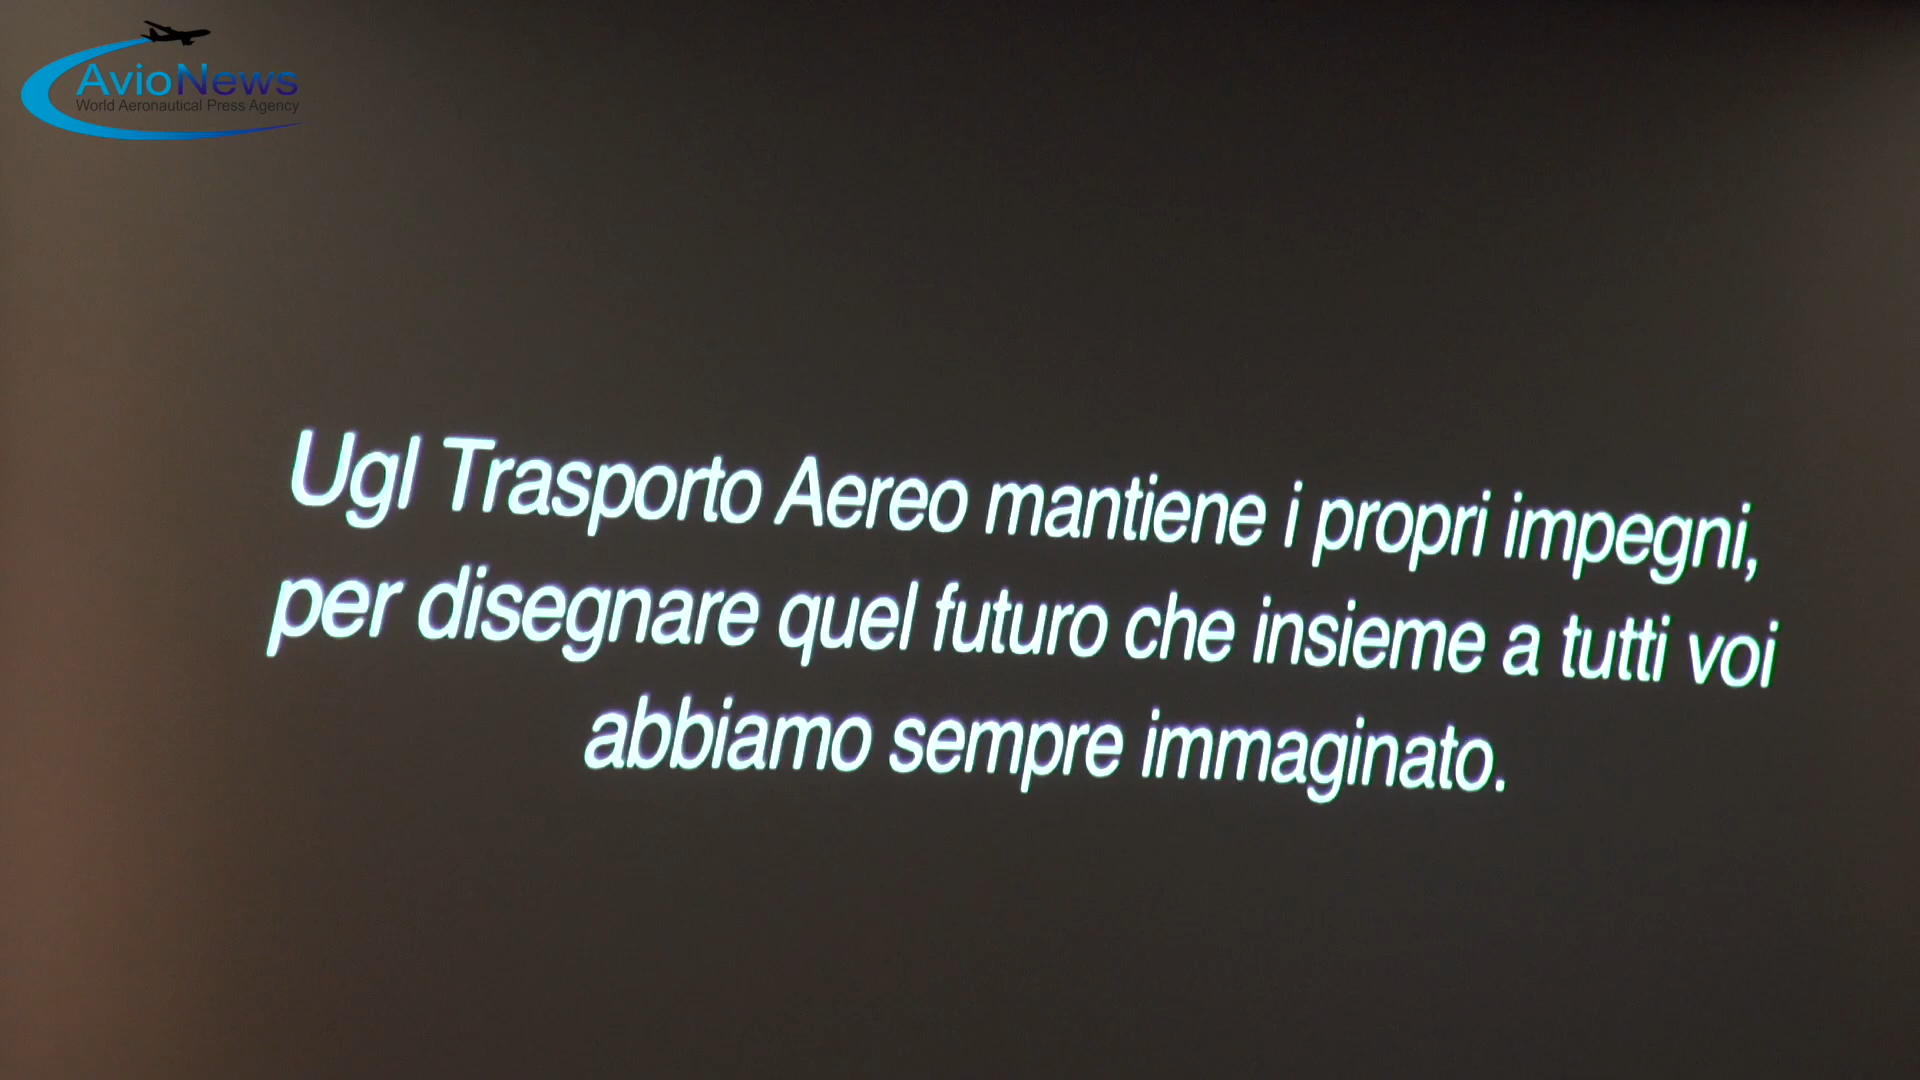 AvioNews
World Aeronautical Press Agency
Ugl Trasporto Aereo mantiene i propri impegni,
per disegnare quel futuro che insieme a tutti voi
abbiamo sempre immaginato.